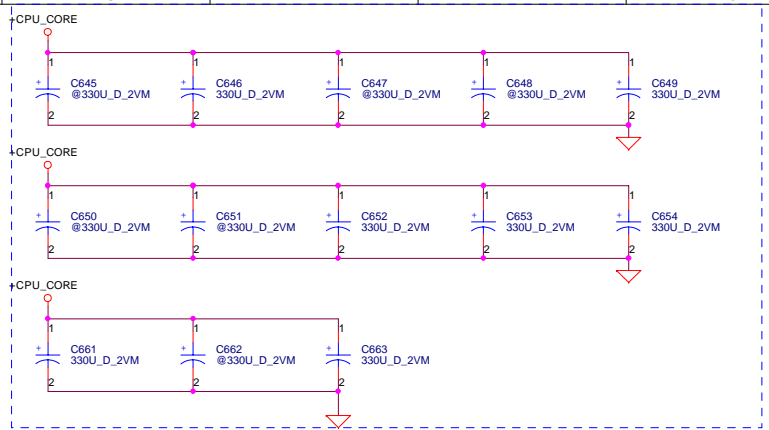 +CPU_CORE
1 1 1 1 1
C645 C646 C647 C648 C649
@330U_D_2VM 330U_D_2VM @330U_D_2VM @330U_D_2VM 330U_D_2VM
2 2 2 2 2
+CPU_CORE
1 1 1 1 1
C650 C651 C652 C653 C654
@330U_D_2VM @330U_D_2VM 330U_D_2VM 330U_D_2VM 330U_D_2VM
2 2 2 2 2
+CPU_CORE
1 1 1
C661 C662 C663
330U_D_2VM @330U_D_2VM 330U_D_2VM
2 2 2